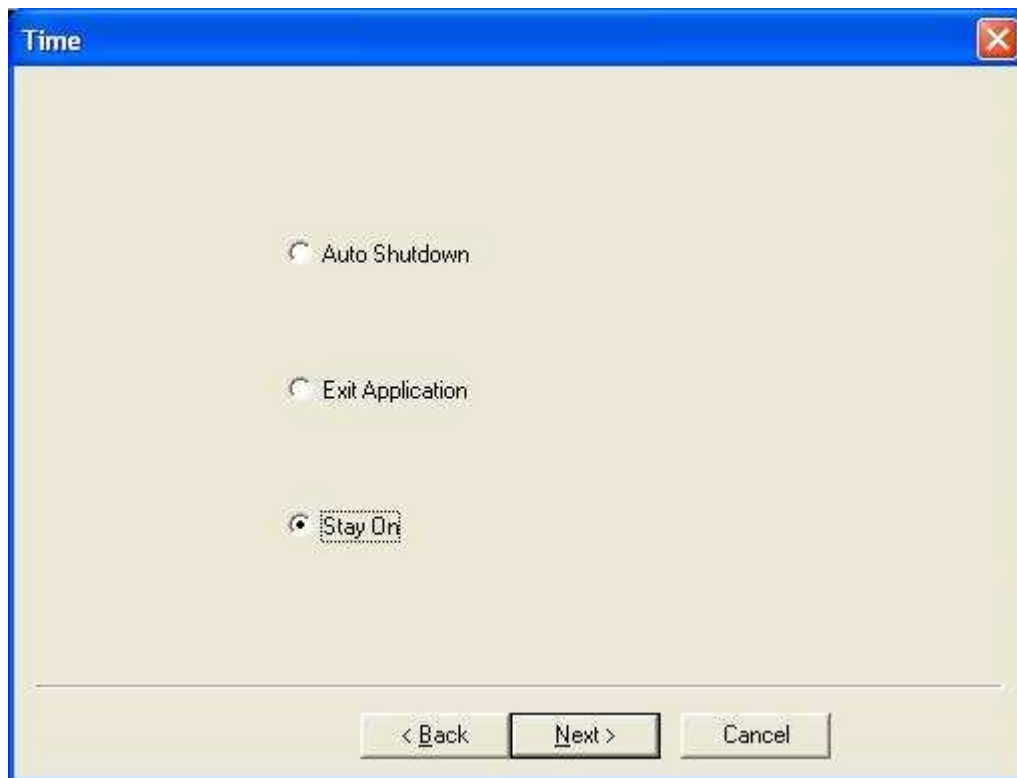 Time
Auto Shutdown
Exit Application
Stay On
< Back Next > Cancel